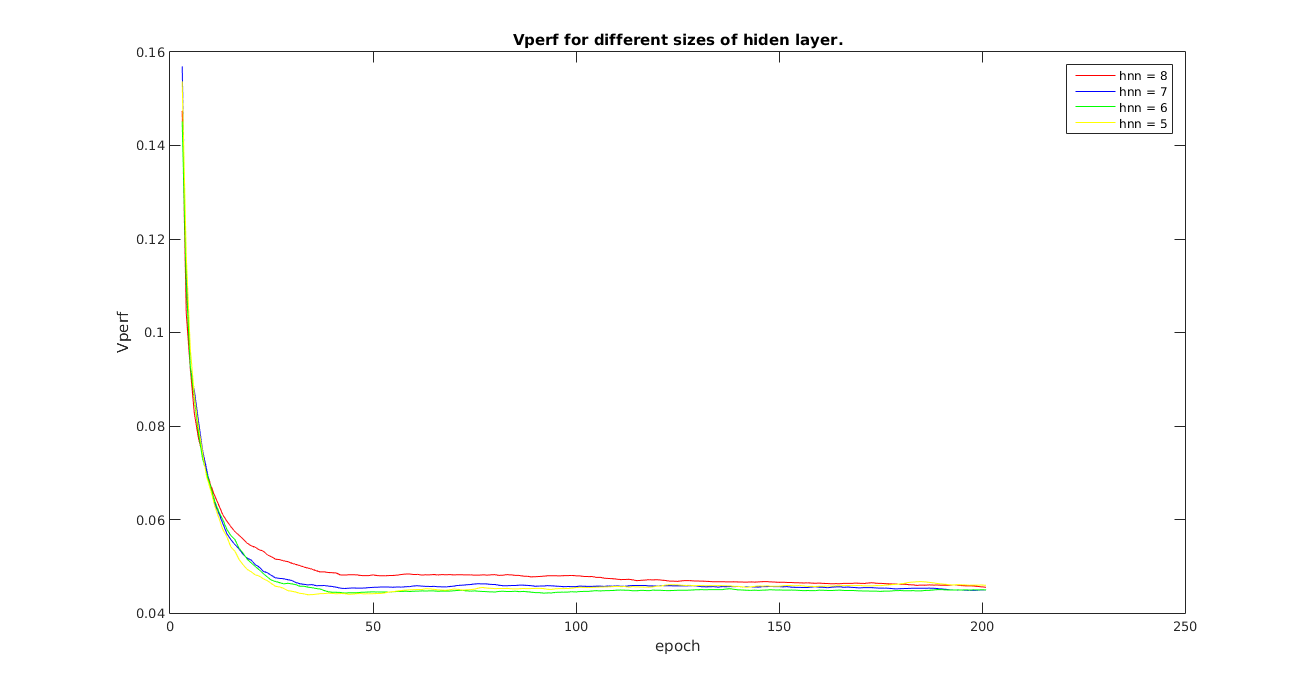 Vperf for different sizes of hiden layer.
hnn = 8
hnn = 7
hnn = 6
hnn = 5
Vperf
0.16
0.14
0.12
0.1
0.08
0.06
0.04
0 50 100 150 200 250
epoch